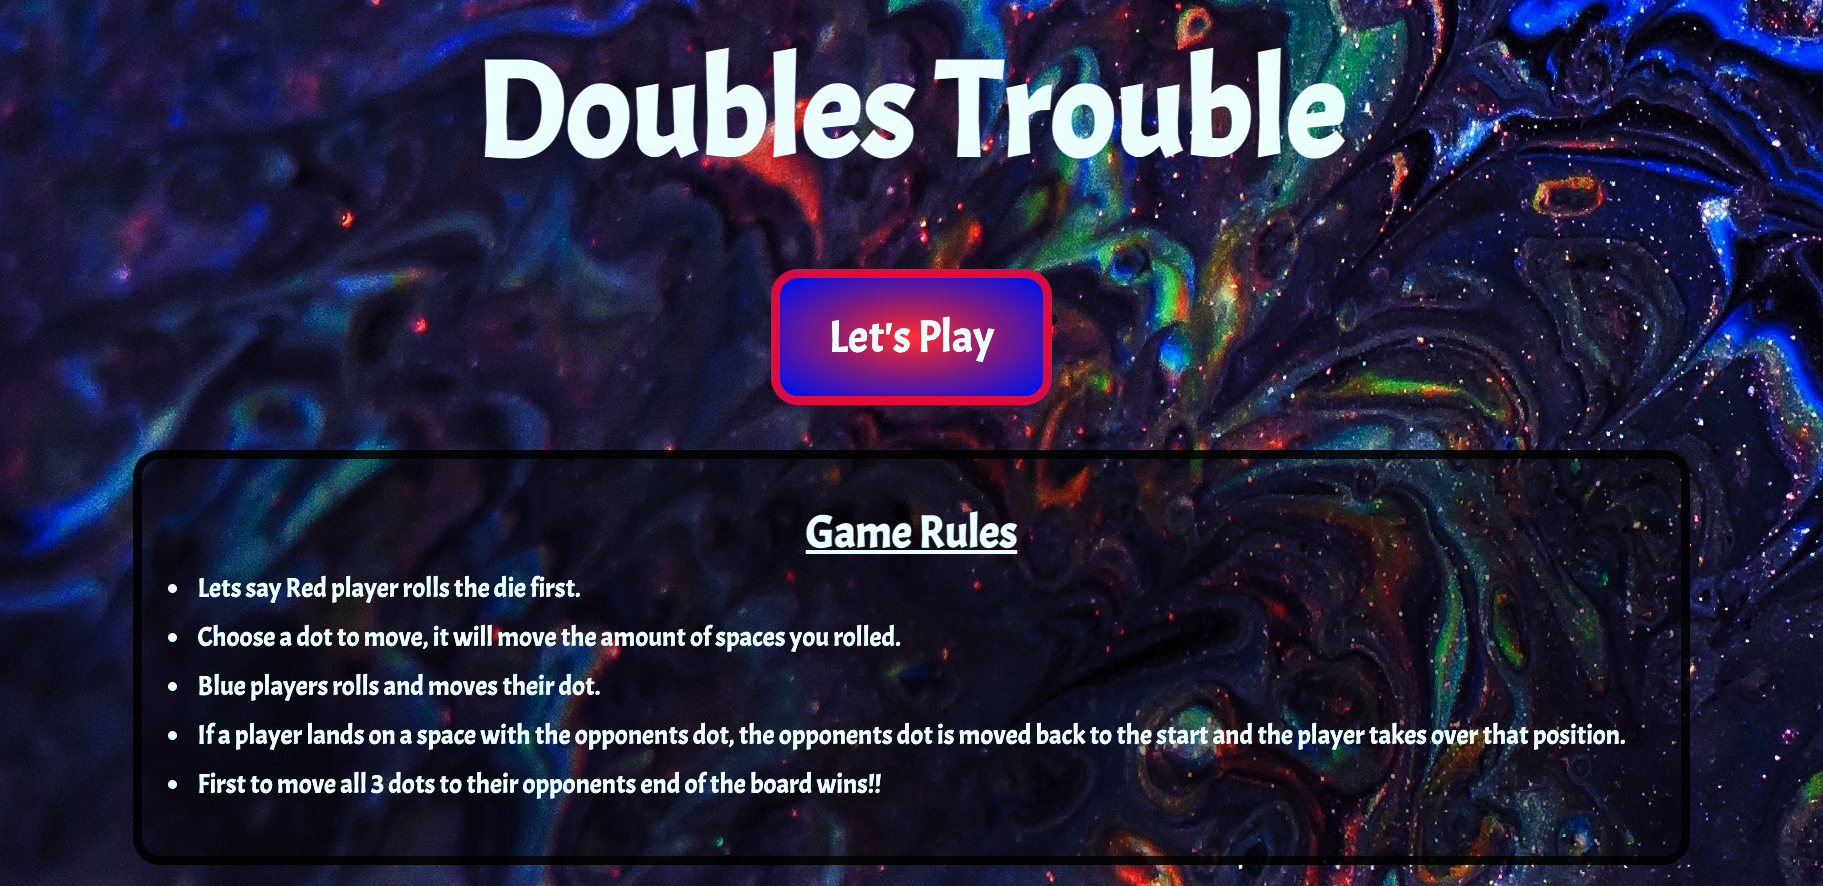 Doubles Trouble
Let's Play
Game Rules
• Lets say Red player rolls the die first.
• Choose a dot to move, it will move the amount of spaces you rolled.
• Blue players rolls and moves their dot.
• If a player lands on a space with the opponents dot, the opponents dot is moved back to the start and the player takes over that position.
• First to move all 3 dots to their opponents end of the board wins!!